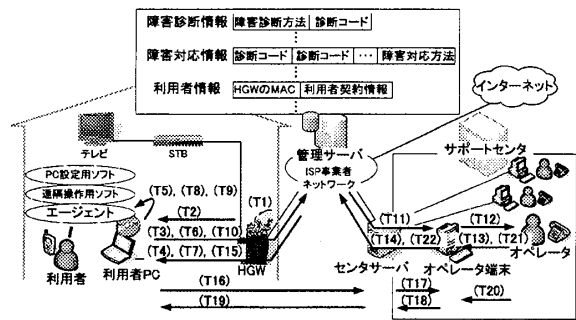 障害診断情報 障害診断方法 診断コード
障害対応情報 診断コード 診断コード … 障害対応方法
利用者情報 HGWのMAC 利用者契約情報
インターネット
テレビ STB
管理サーバ
ISP事業者
ネットワーク
サポートセンタ
PC設定用ソフト
遠隔操作用ソフト
エージェント
(T5), (T8), (T9)
(T1)
(T2)
(T3), (T6), (T10)
(T4), (T7), (T15)
(T11)
(T12)
(T14), (T22)
(T13), (T21)
利用者
利用者PC
HGW
センタサーバ
オペレータ端末
オペレータ
(T16)
(T17)
(T20)
(T19)
(T18)